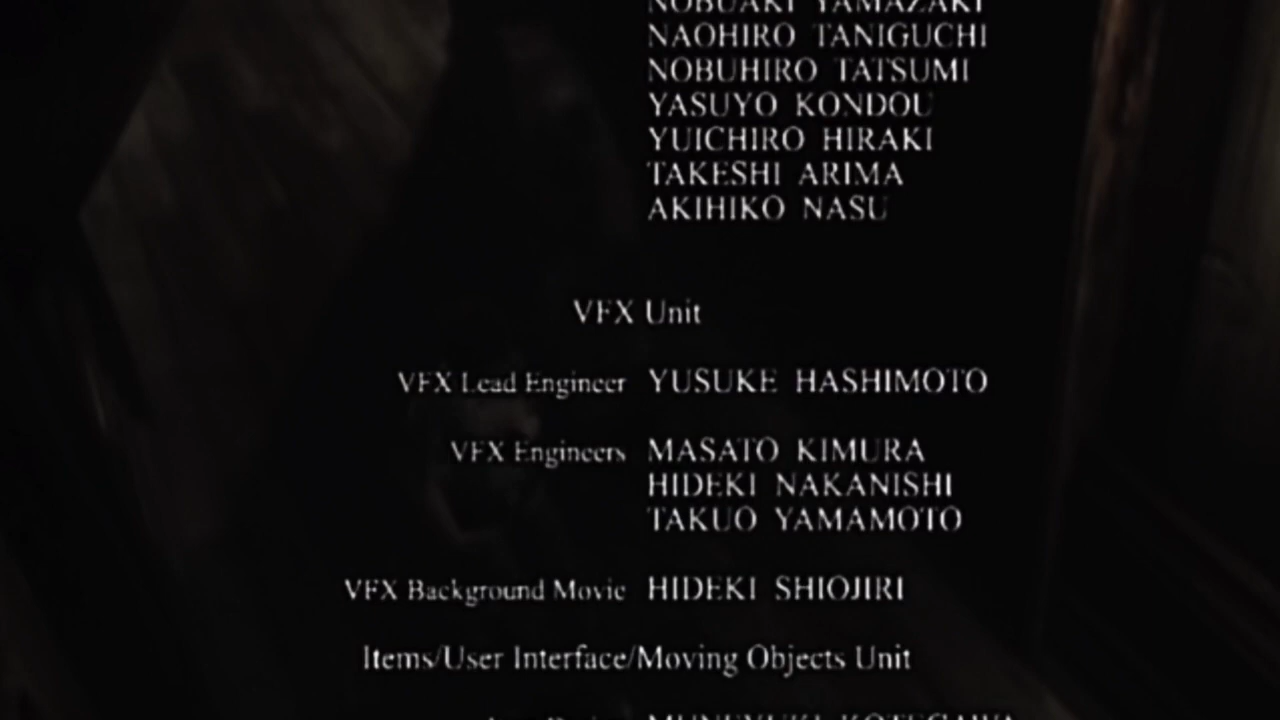 NOBUAKI YAMAZAKI
NAOHIRO TANIGUCHI
NOBUHIRO TATSUMI
YASUYO KONDOU
YUICHIRO HIRAKI
TAKESHI ARIMA
AKIHIKO NASU
VFX Unit
VFX Lead Engineer YUSUKE HASHIMOTO
VFX Engineers MASATO KIMURA
HIDEKI NAKANISHI
TAKUO YAMAMOTO
VFX Background Movie HIDEKI SHIOJIRI
Items/User Interface/Moving Objects Unit